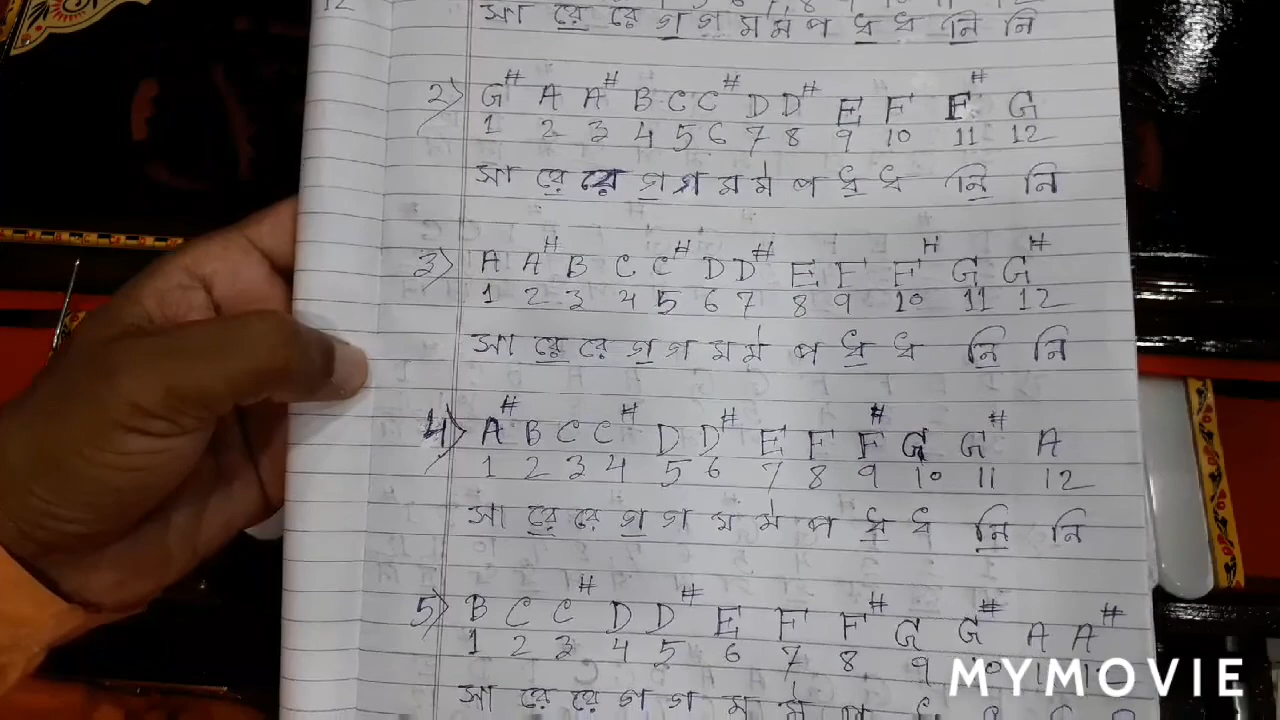 12
সা রে রে গ গ ম র্ম প ধ ধ নি নি
2) G# A A# B C C# D D# E F F# G
1 2 3 4 5 6 7 8 9 10 11 12
সা রে রে গ গ ম র্ম প ধ ধ নি নি
3) A A# B C C# D D# E F F# G G#
1 2 3 4 5 6 7 8 9 10 11 12
সা রে রে গ গ ম র্ম প ধ ধ নি নি
4) A# B C C# D D# E F F# G G# A
1 2 3 4 5 6 7 8 9 10 11 12
সা রে রে গ গ ম র্ম প ধ ধ নি নি
5) B C C# D D# E F F# G G# A A#
1 2 3 4 5 6 7 8 9
সা রে রে গ গ ম র্ম প
MYMOVIE